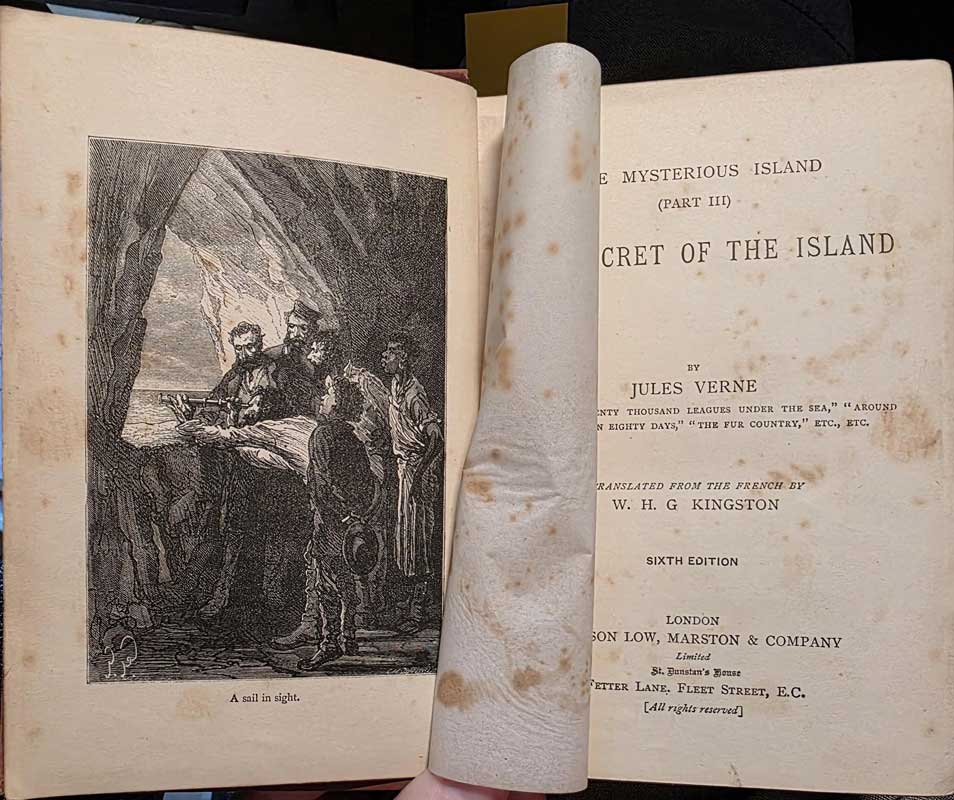 A sail in sight.
E MYSTERIOUS ISLAND
(PART III)
CRET OF THE ISLAND
BY
JULES VERNE
NTY THOUSAND LEAGUES UNDER THE SEA," "AROUND
N EIGHTY DAYS," "THE FUR COUNTRY," ETC., ETC.
RANSLATED FROM THE FRENCH BY
W. H. G KINGSTON
SIXTH EDITION
LONDON
SON LOW, MARSTON & COMPANY
Limited
St. Dunstan's House
FETTER LANE. FLEET STREET, E.C.
[All rights reserved]